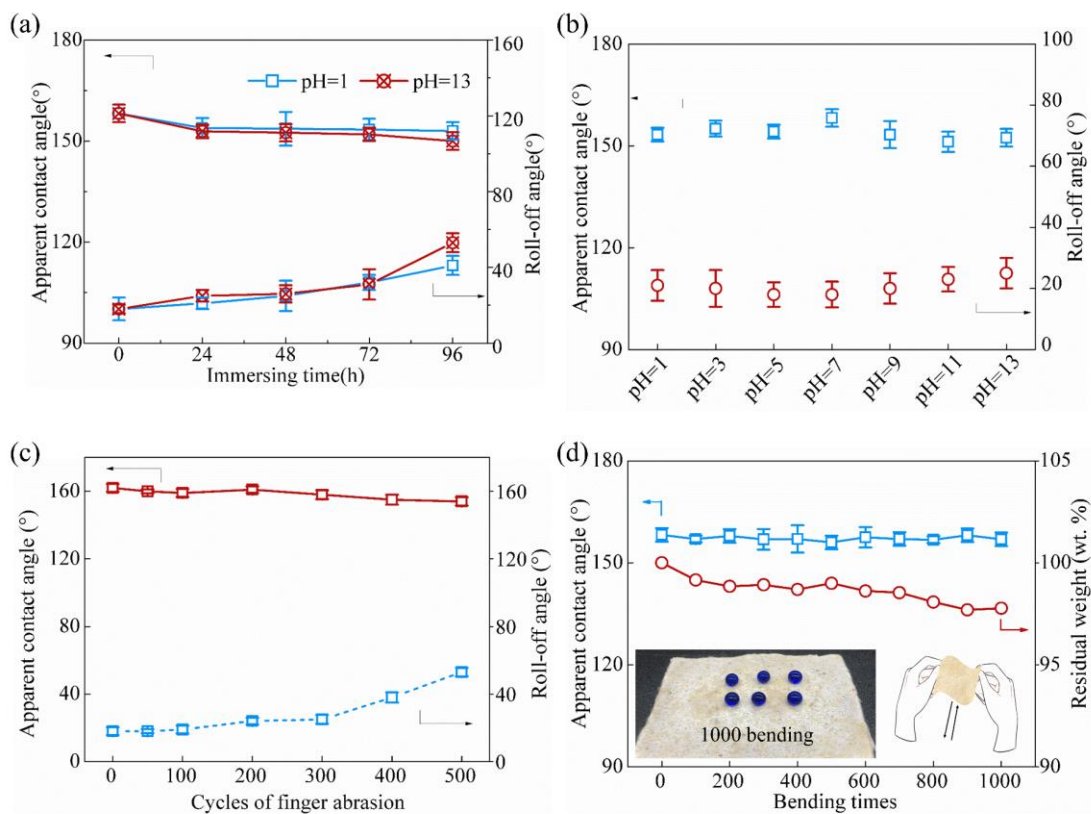 (a)
180
160
Apparent contact angle(°)
150
120
90
pH=1
pH=13
140
120
100
80
60
40
20
0
Roll-off angle (°)
0 24 48 72 96
Immersing time(h)
(b)
180
100
Apparent contact angle (°)
150
120
90
80
60
40
20
0
Roll-off angle (°)
pH=1 pH=3 pH=5 pH=7 pH=9 pH=11 pH=13
(c)
Apparent contact angle (°)
160
120
80
40
0
160
120
80
40
0
Roll-off angle (°)
0 100 200 300 400 500
Cycles of finger abrasion
(d)
180
105
Apparent contact angle (°)
150
120
90
100
95
90
Residual weight (wt. %)
1000 bending
0 200 400 600 800 1000
Bending times